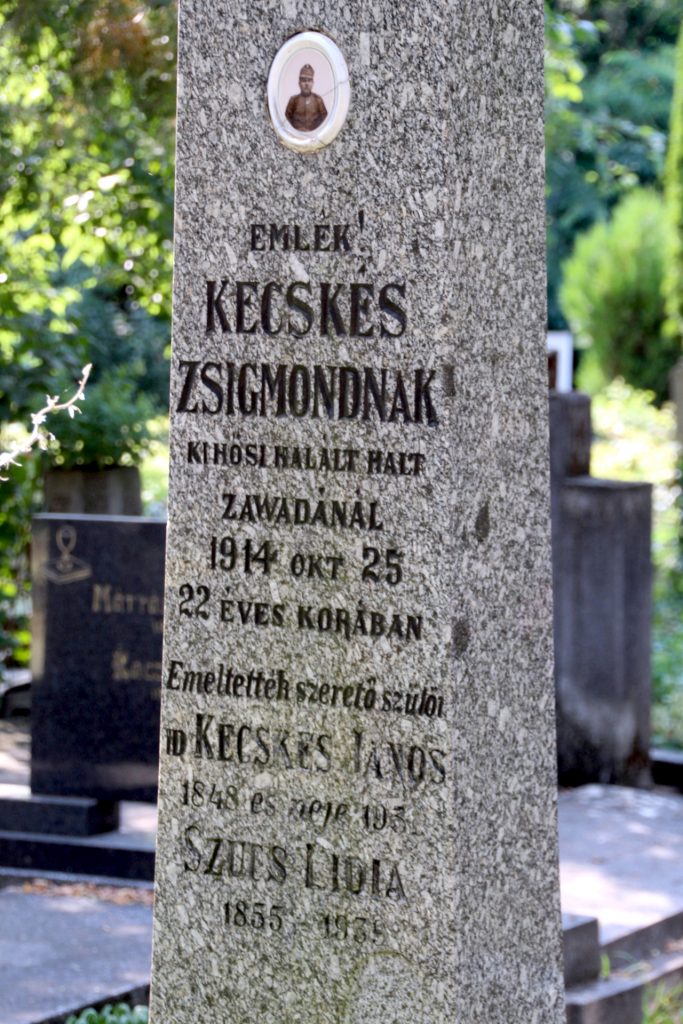 EMLÉK!
KECSKÉS
ZSIGMONDNAK
KI HŐSI HALÁLT HALT
ZAWADÁNÁL
1914 OKT 25
22 ÉVES KORÁBAN
Emeltették szerető szülői
ID KECSKÉS JÁNOS
1848 és neje
SZŰCS LIDIA
1855 -